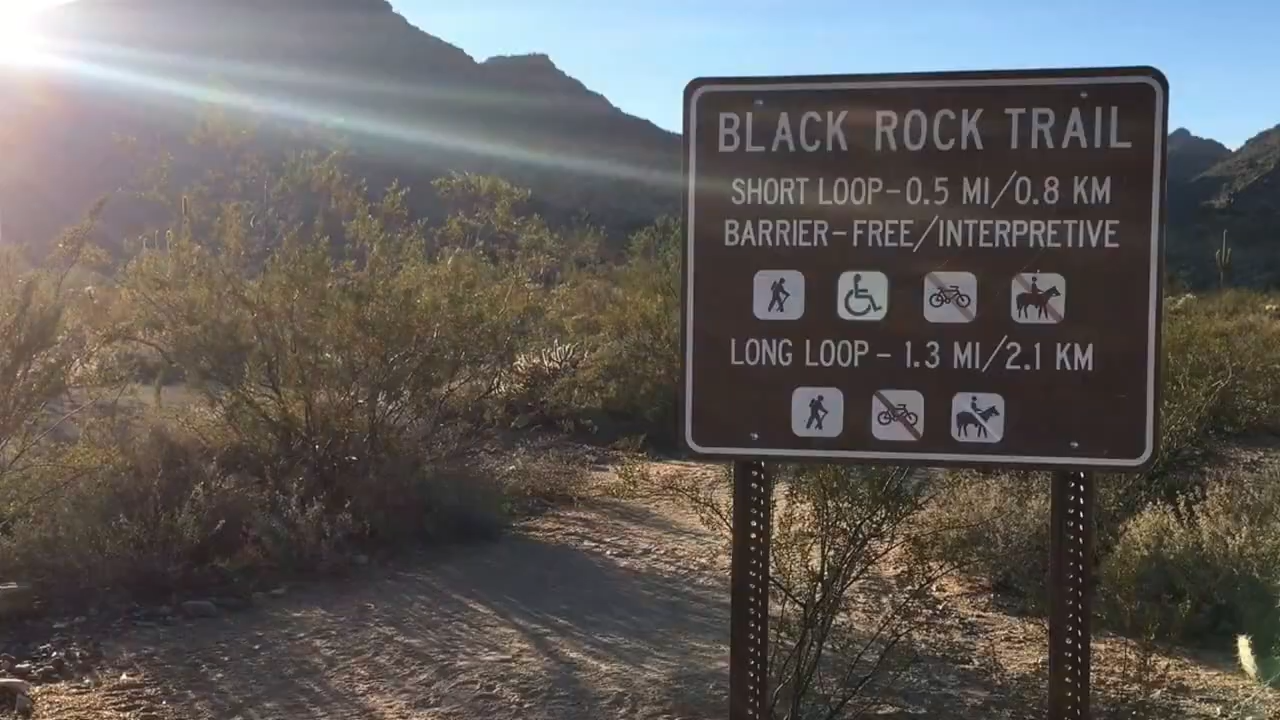 BLACK ROCK TRAIL
SHORT LOOP-0.5 MI/0.8 KM
BARRIER-FREE/INTERPRETIVE
LONG LOOP - 1.3 MI/2.1 KM